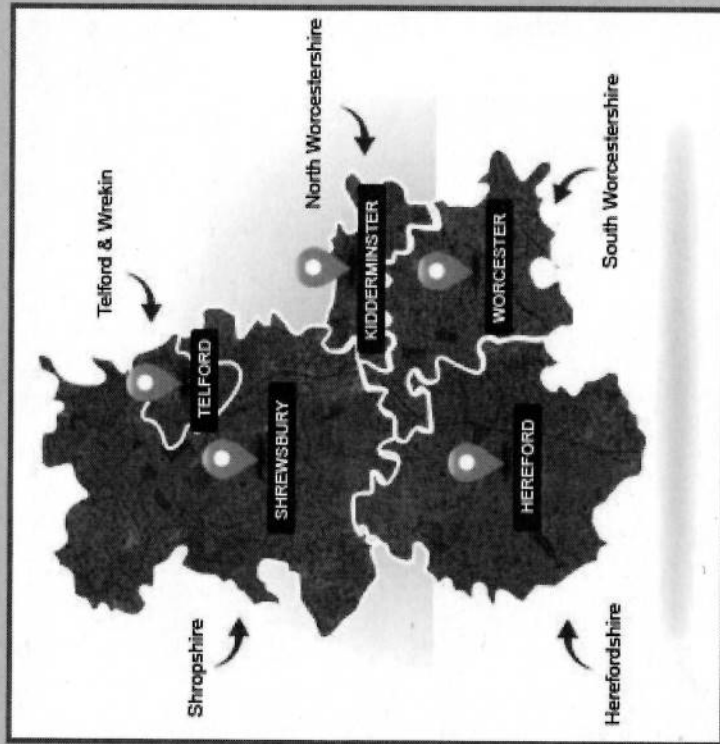 Telford & Wrekin
North Worcestershire
TELFORD
SHREWSBURY
KIDDERMINSTER
Shropshire
WORCESTER
HEREFORD
South Worcestershire
Herefordshire